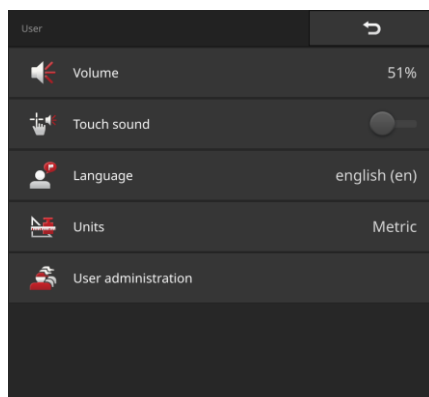 User
Volume 51%
Touch sound
Language english (en)
Units Metric
User administration